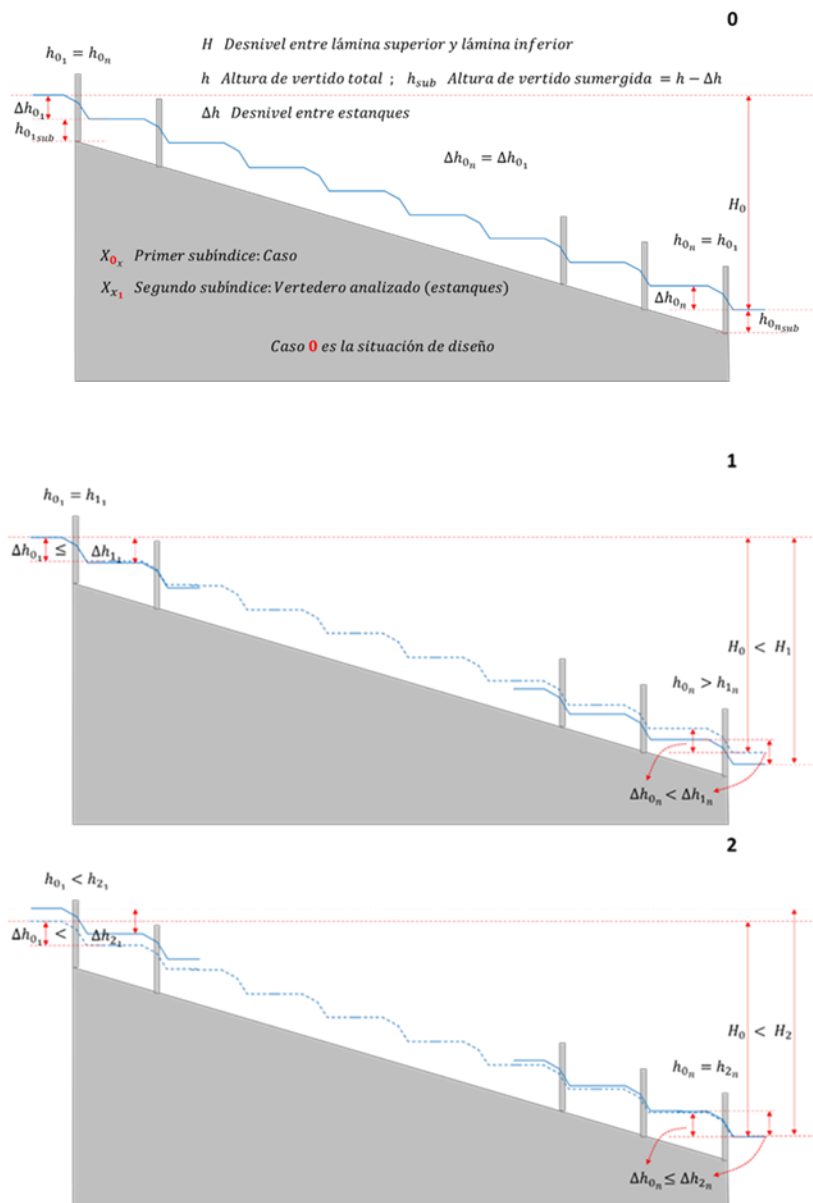 0
h₀₁ = h₀ₙ
H Desnivel entre lámina superior y lámina inferior
h Altura de vertido total ; h_sub Altura de vertido sumergida = h − Δh
Δh Desnivel entre estanques
Δh₀₁
h₀₁sub
Δh₀ₙ = Δh₀₁
H₀
h₀ₙ = h₀₁
X₀ₓ Primer subíndice: Caso
Xₓ₁ Segundo subíndice: Vertedero analizado (estanques)
Δh₀ₙ
h₀ₙsub
Caso 0 es la situación de diseño
1
h₀₁ = h₁₁
Δh₀₁ ≤ Δh₁₁
H₀ < H₁
h₀ₙ > h₁ₙ
Δh₀ₙ < Δh₁ₙ
2
h₀₁ < h₂₁
Δh₀₁ < Δh₂₁
H₀ < H₂
h₀ₙ = h₂ₙ
Δh₀ₙ ≤ Δh₂ₙ